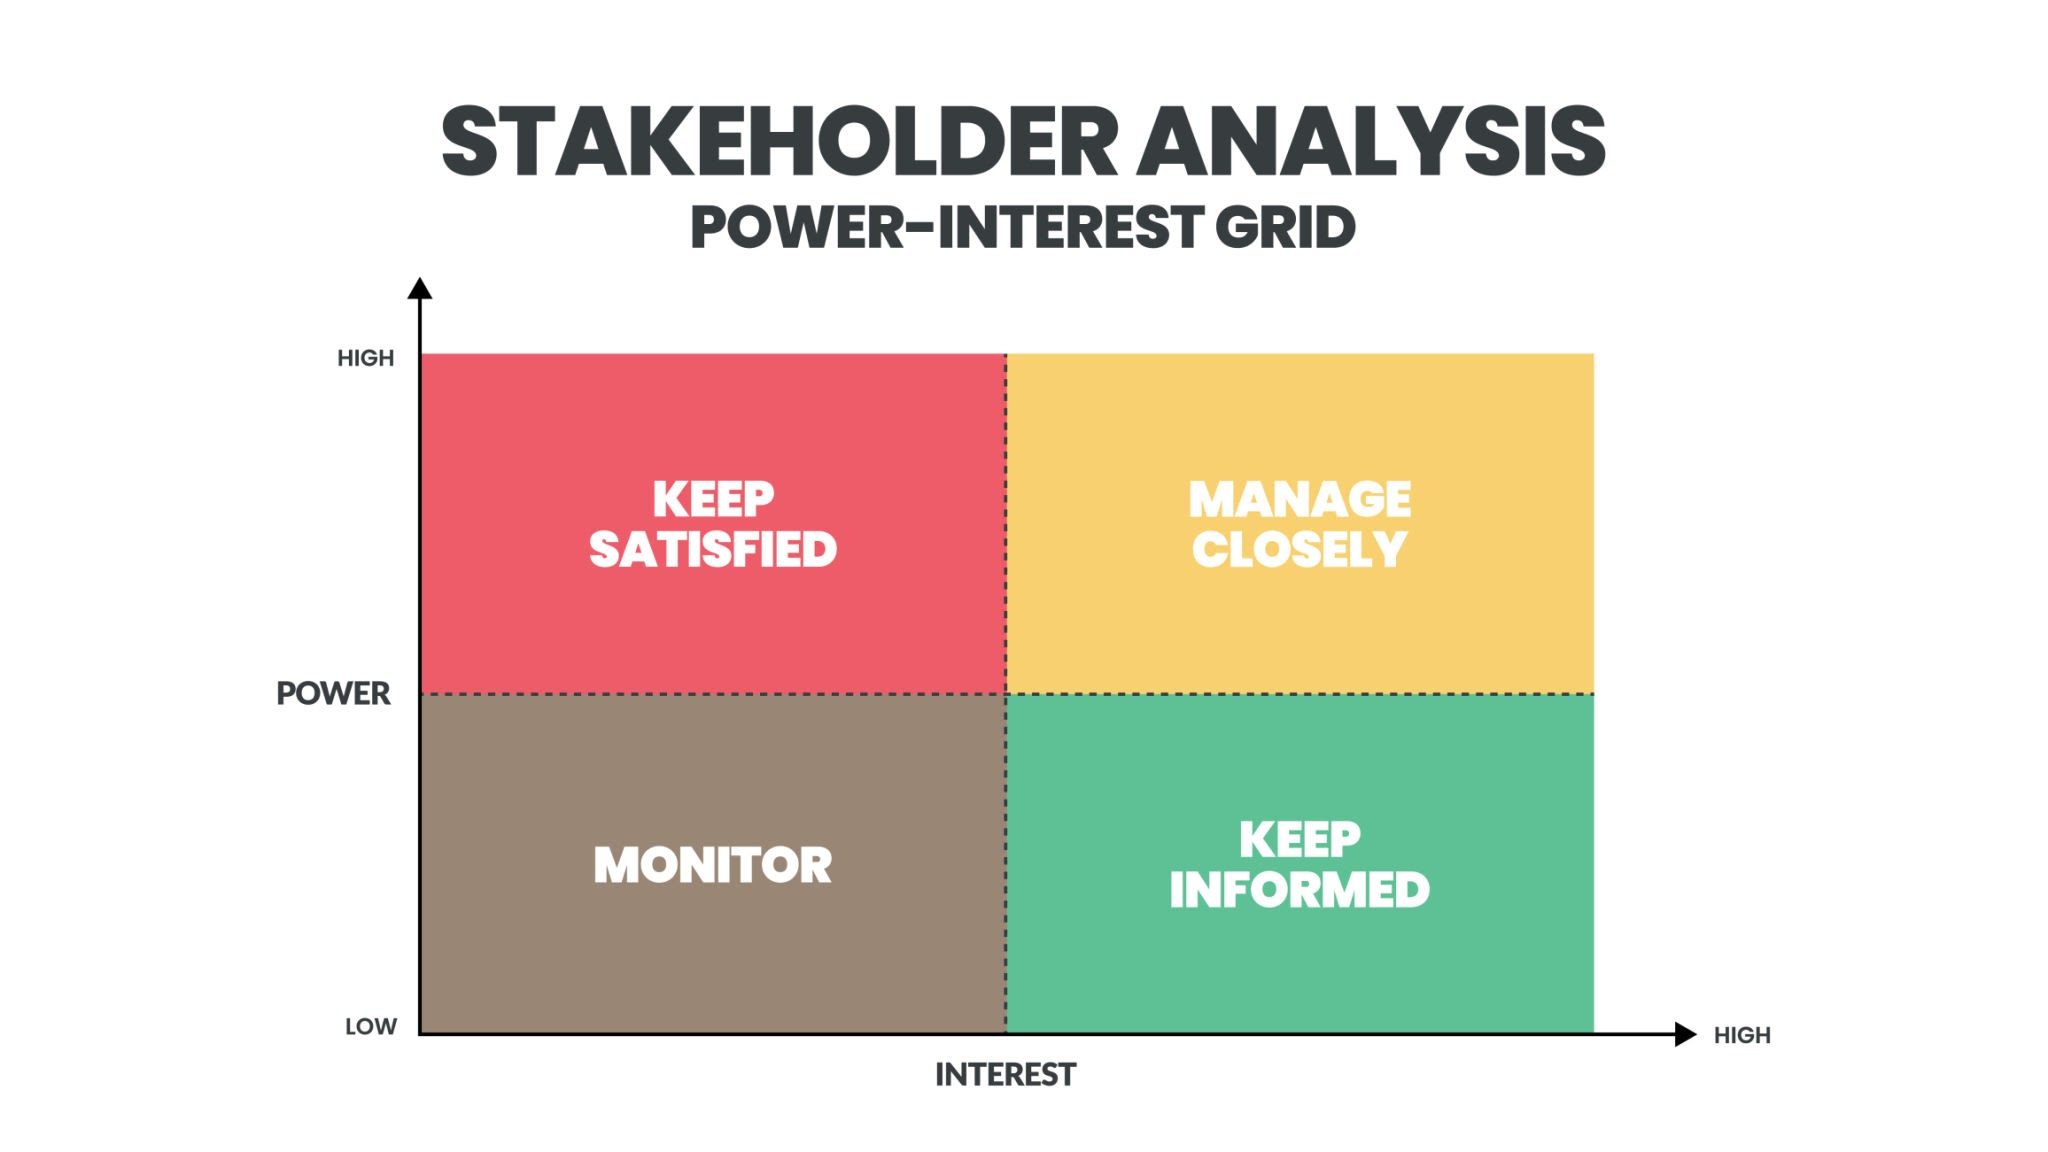 STAKEHOLDER ANALYSIS
POWER-INTEREST GRID
HIGH
KEEP
SATISFIED
MANAGE
CLOSELY
POWER
MONITOR
KEEP
INFORMED
LOW
HIGH
INTEREST